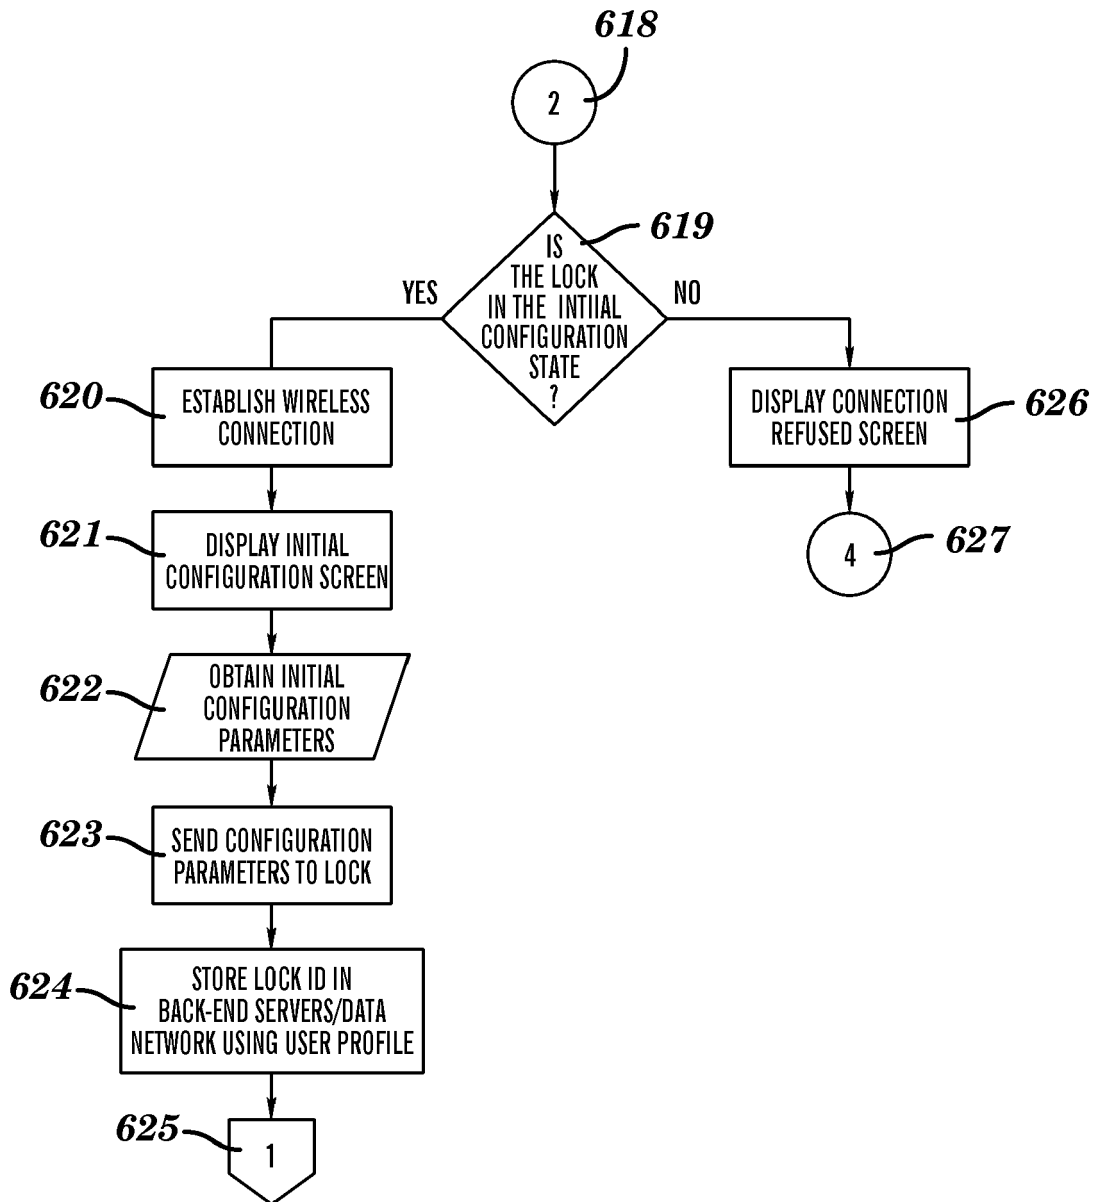 618
2
619
IS
THE LOCK
IN THE INTIIAL
CONFIGURATION
STATE
?
YES
NO
620
ESTABLISH WIRELESS
CONNECTION
626
DISPLAY CONNECTION
REFUSED SCREEN
621
DISPLAY INITIAL
CONFIGURATION SCREEN
4
627
622
OBTAIN INITIAL
CONFIGURATION
PARAMETERS
623
SEND CONFIGURATION
PARAMETERS TO LOCK
624
STORE LOCK ID IN
BACK-END SERVERS/DATA
NETWORK USING USER PROFILE
625
1